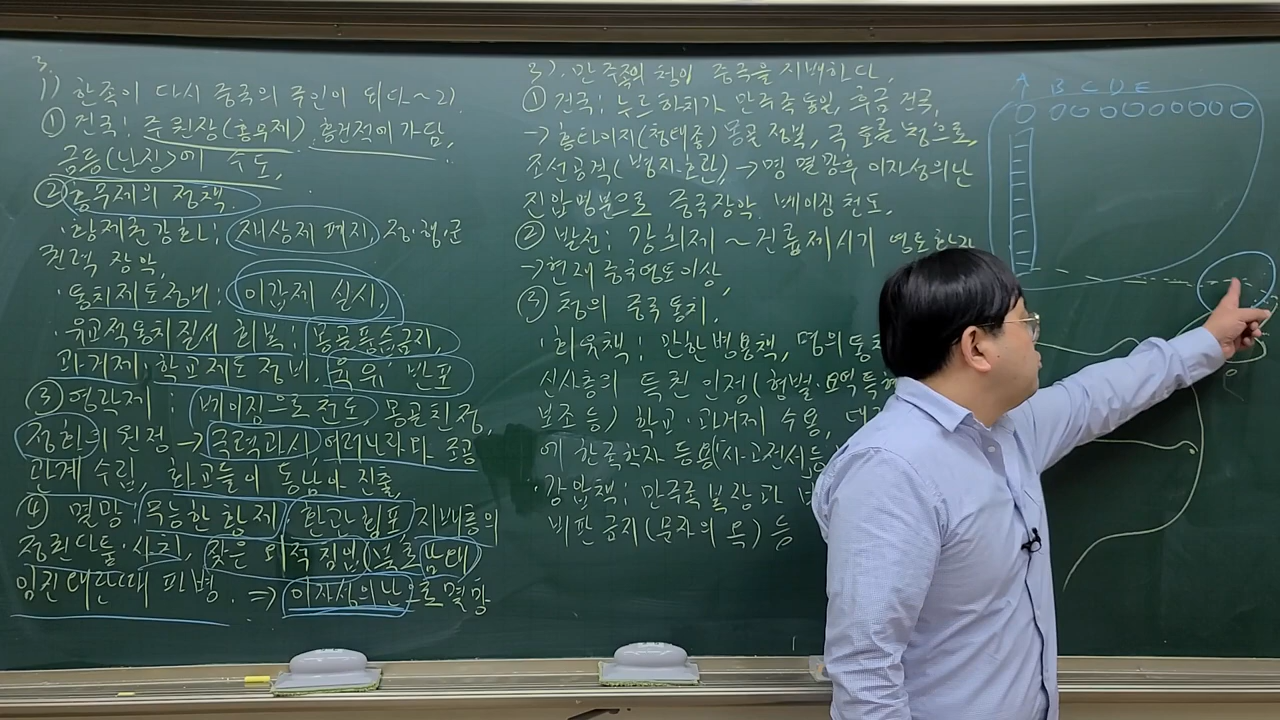 3.
1) 한족이 다시 중국의 주인이 되다~2)
① 건국: 주원장(홍무제) 홍건적에 가담,
금릉(난징)에 수도,
② 홍무제의 정책.
·황제권강화: 재상제 폐지 정·행·군
권력 장악,
·통치제도정비: 이갑제 실시,
·유교적통치질서 회복: 몽골풍습금지,
과거제, 학교제도 정비, 육유 반포
③ 영락제: 베이징으로 천도, 몽골친정,
정화의 원정 → 국력과시, 여러나라와 조공
관계 수립, 화교들이 동남아 진출,
④ 멸망: 무능한 황제, 환관횡포, 지배층의
정권다툼·사치, 잦은 외적 침입(북로남왜)
임진왜란때 파병. ⇒ 이자성의난으로멸망
3). 만주족의 청이 중국을 지배하다,
① 건국: 누르하치가 만주족 통일, 후금 건국,
→ 홍타이지(청태종) 몽골 정복, 국호를 청으로,
조선공격(병자호란) → 명 멸망후 이자성의난
진압명분으로 중국장악, 베이징 천도,
② 발전: 강희제 ~ 건륭제시기 영토확장
→ 현재 중국영토이상,
③ 청의 중국 통치,
·회유책: 만한병용책, 명의통
신사층의 특권 인정(형벌·요역특
보조 등) 학교·과거제 수용, 대
에 한족학자 등용(사고전서)등
·강압책: 만주족 복장과 변
비판금지(문자의 옥) 등
A B C D E